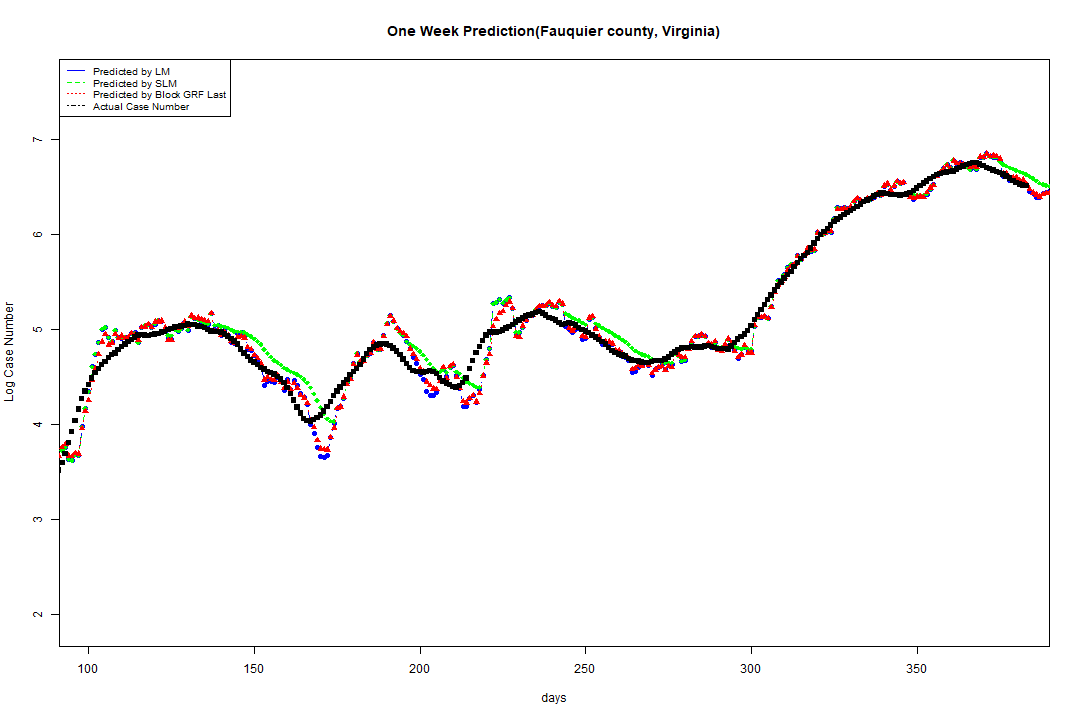 One Week Prediction(Fauquier county, Virginia)
Predicted by LM
Predicted by SLM
Predicted by Block GRF Last
Actual Case Number
Log Case Number
7
6
5
4
3
2
100 150 200 250 300 350
days